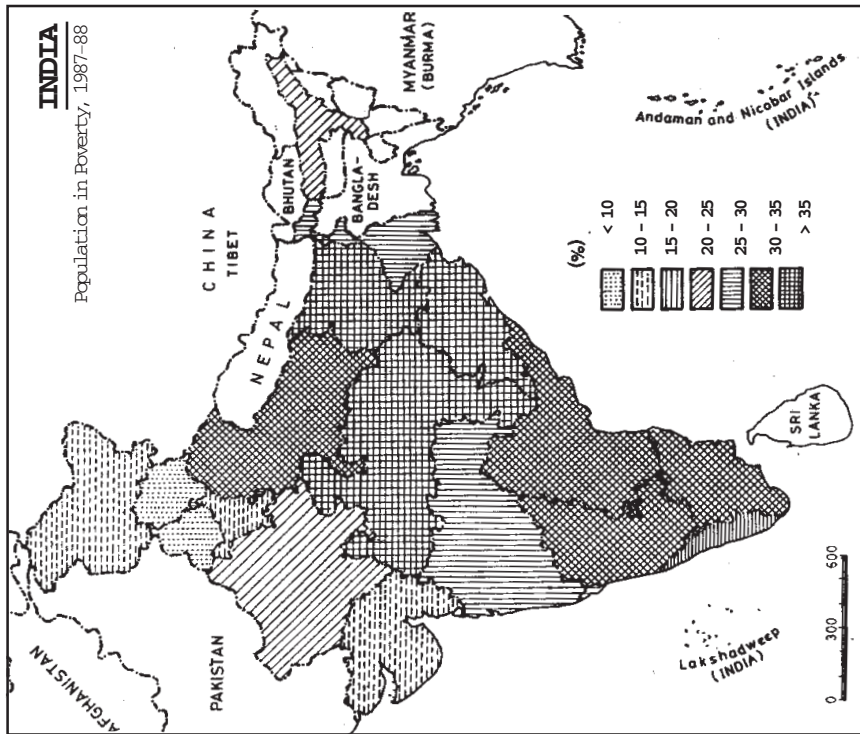 INDIA
Population in Poverty, 1987-88
CHINA
TIBET
NEPAL
BHUTAN
BANGLA-
DESH
MYANMAR
(BURMA)
AFGHANISTAN
PAKISTAN
(%)
< 10
10 - 15
15 - 20
20 - 25
25 - 30
30 - 35
> 35
Andaman and Nicobar Islands
(INDIA)
SRI
LANKA
Lakshadweep
(INDIA)
0 300 600